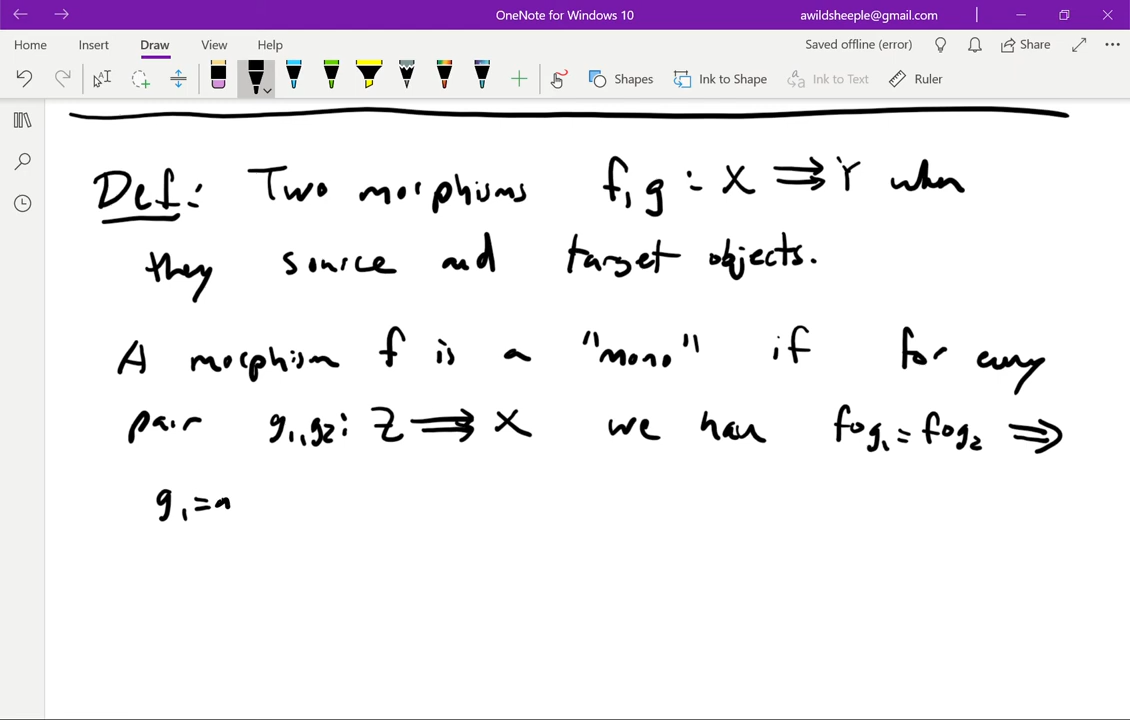 OneNote for Windows 10
awildsheeple@gmail.com
Home Insert Draw View Help
Saved offline (error) Share
Shapes Ink to Shape Ink to Text Ruler
Def: Two morphisms f, g : X ⇉ Y when
they source and target objects.
A morphism f is a "mono" if for every
pair g₁, g₂: Z ⇉ X we have f∘g₁ = f∘g₂ ⇒
g₁ =